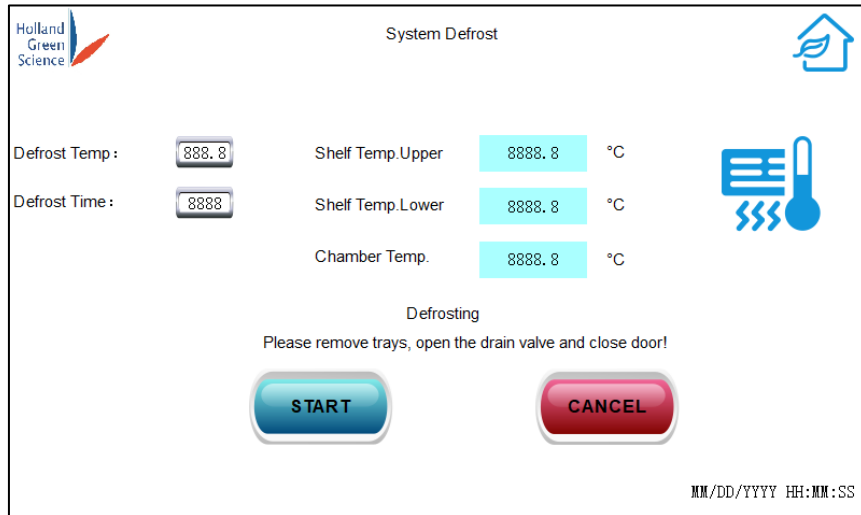 Holland
Green
Science
System Defrost
Defrost Temp: 888.8 Shelf Temp.Upper 8888.8 °C
Defrost Time: 8888 Shelf Temp.Lower 8888.8 °C
Chamber Temp. 8888.8 °C
Defrosting
Please remove trays, open the drain valve and close door!
START CANCEL
MM/DD/YYYY HH:MM:SS